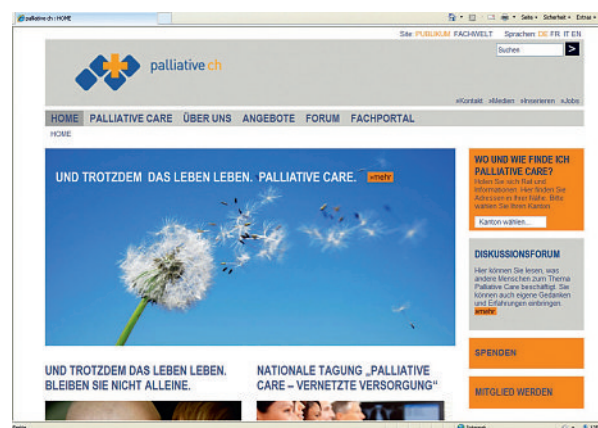 palliative ch : HOME
Seite Sicherheit Extras
Site: PUBLIKUM FACHWELT Sprachen: DE FR IT EN
Suchen >
palliative ch
»Kontakt »Medien »Inserieren »Jobs
HOME PALLIATIVE CARE ÜBER UNS ANGEBOTE FORUM FACHPORTAL
HOME
UND TROTZDEM DAS LEBEN LEBEN. PALLIATIVE CARE. »mehr
WO UND WIE FINDE ICH
PALLIATIVE CARE?
Holen Sie sich Rat und
Informationen. Hier finden Sie
Adressen in Ihrer Nähe. Bitte
wählen Sie Ihren Kanton.
Kanton wählen...
DISKUSSIONSFORUM
Hier können Sie lesen, was
andere Menschen zum Thema
Palliative Care beschäftigt. Sie
können auch eigene Gedanken
und Erfahrungen einbringen.
»mehr
SPENDEN
MITGLIED WERDEN
UND TROTZDEM DAS LEBEN LEBEN.
BLEIBEN SIE NICHT ALLEINE.
NATIONALE TAGUNG „PALLIATIVE
CARE – VERNETZTE VERSORGUNG“
Internet